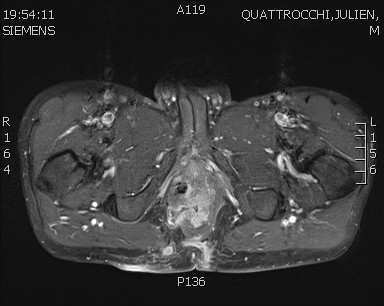 19:54:11
SIEMENS
A119
QUATTROCCHI,JULIEN,
M
R
1
6
4
L
1
5
6
P136